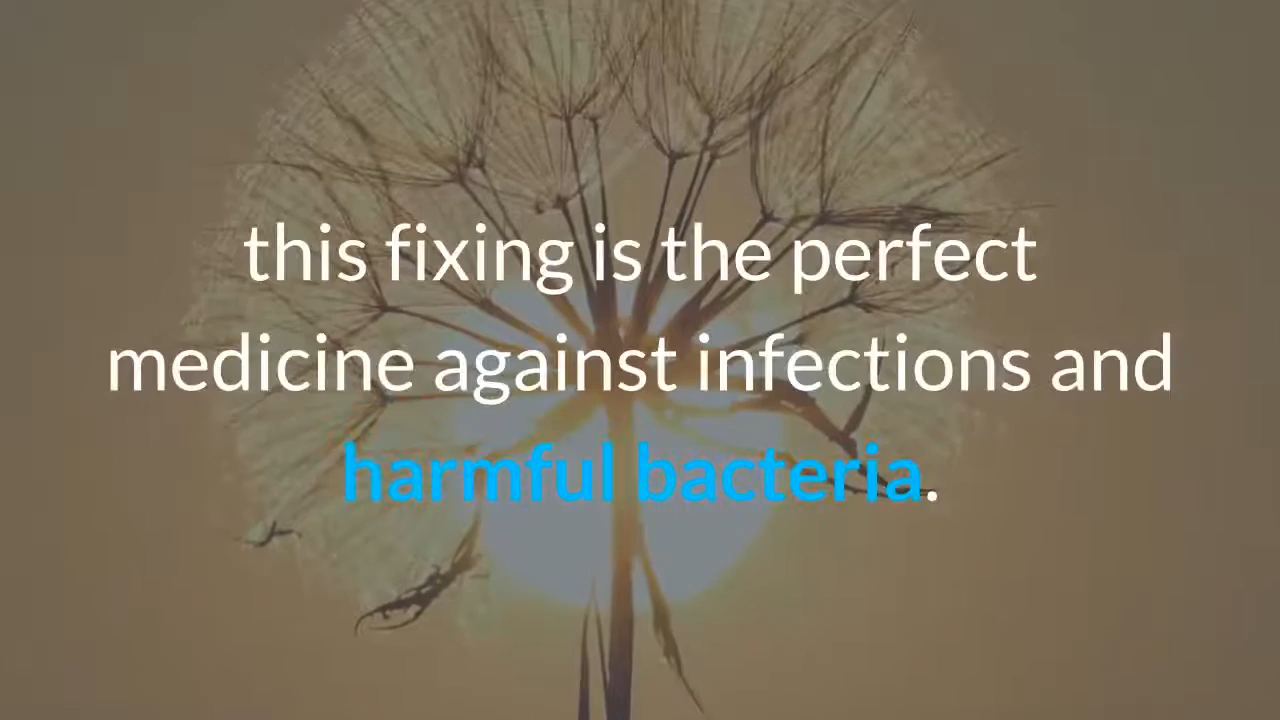 this fixing is the perfect
medicine against infections and
harmful bacteria.